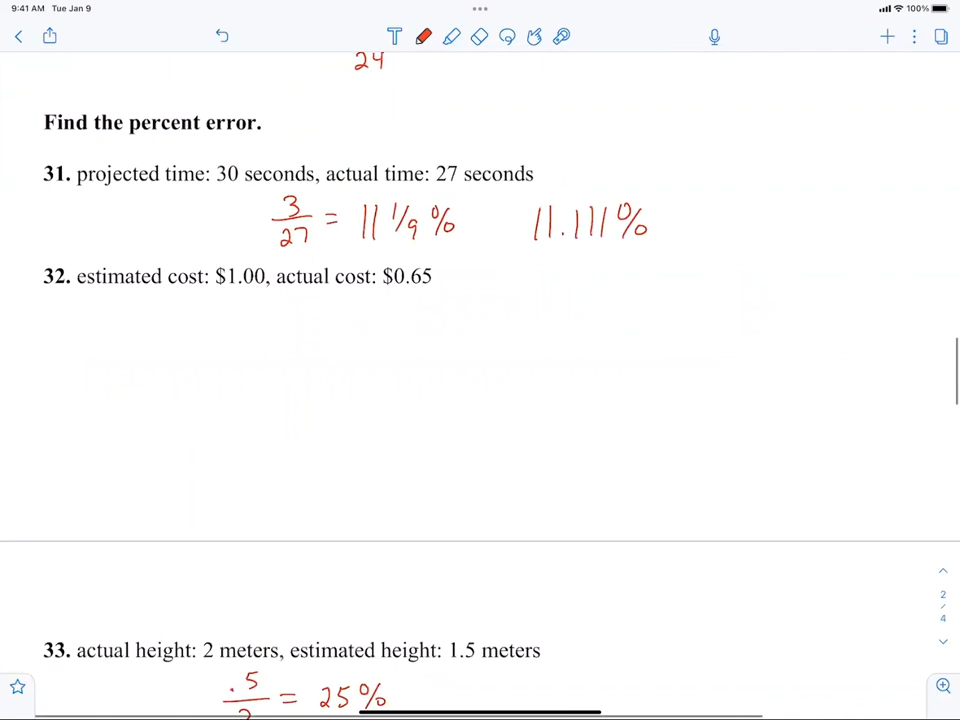 9:41 AM Tue Jan 9
100%
T
24
Find the percent error.
31. projected time: 30 seconds, actual time: 27 seconds
3/27 = 11 1/9 % 11.111%
32. estimated cost: $1.00, actual cost: $0.65
2
/
4
33. actual height: 2 meters, estimated height: 1.5 meters
.5/2 = 25%